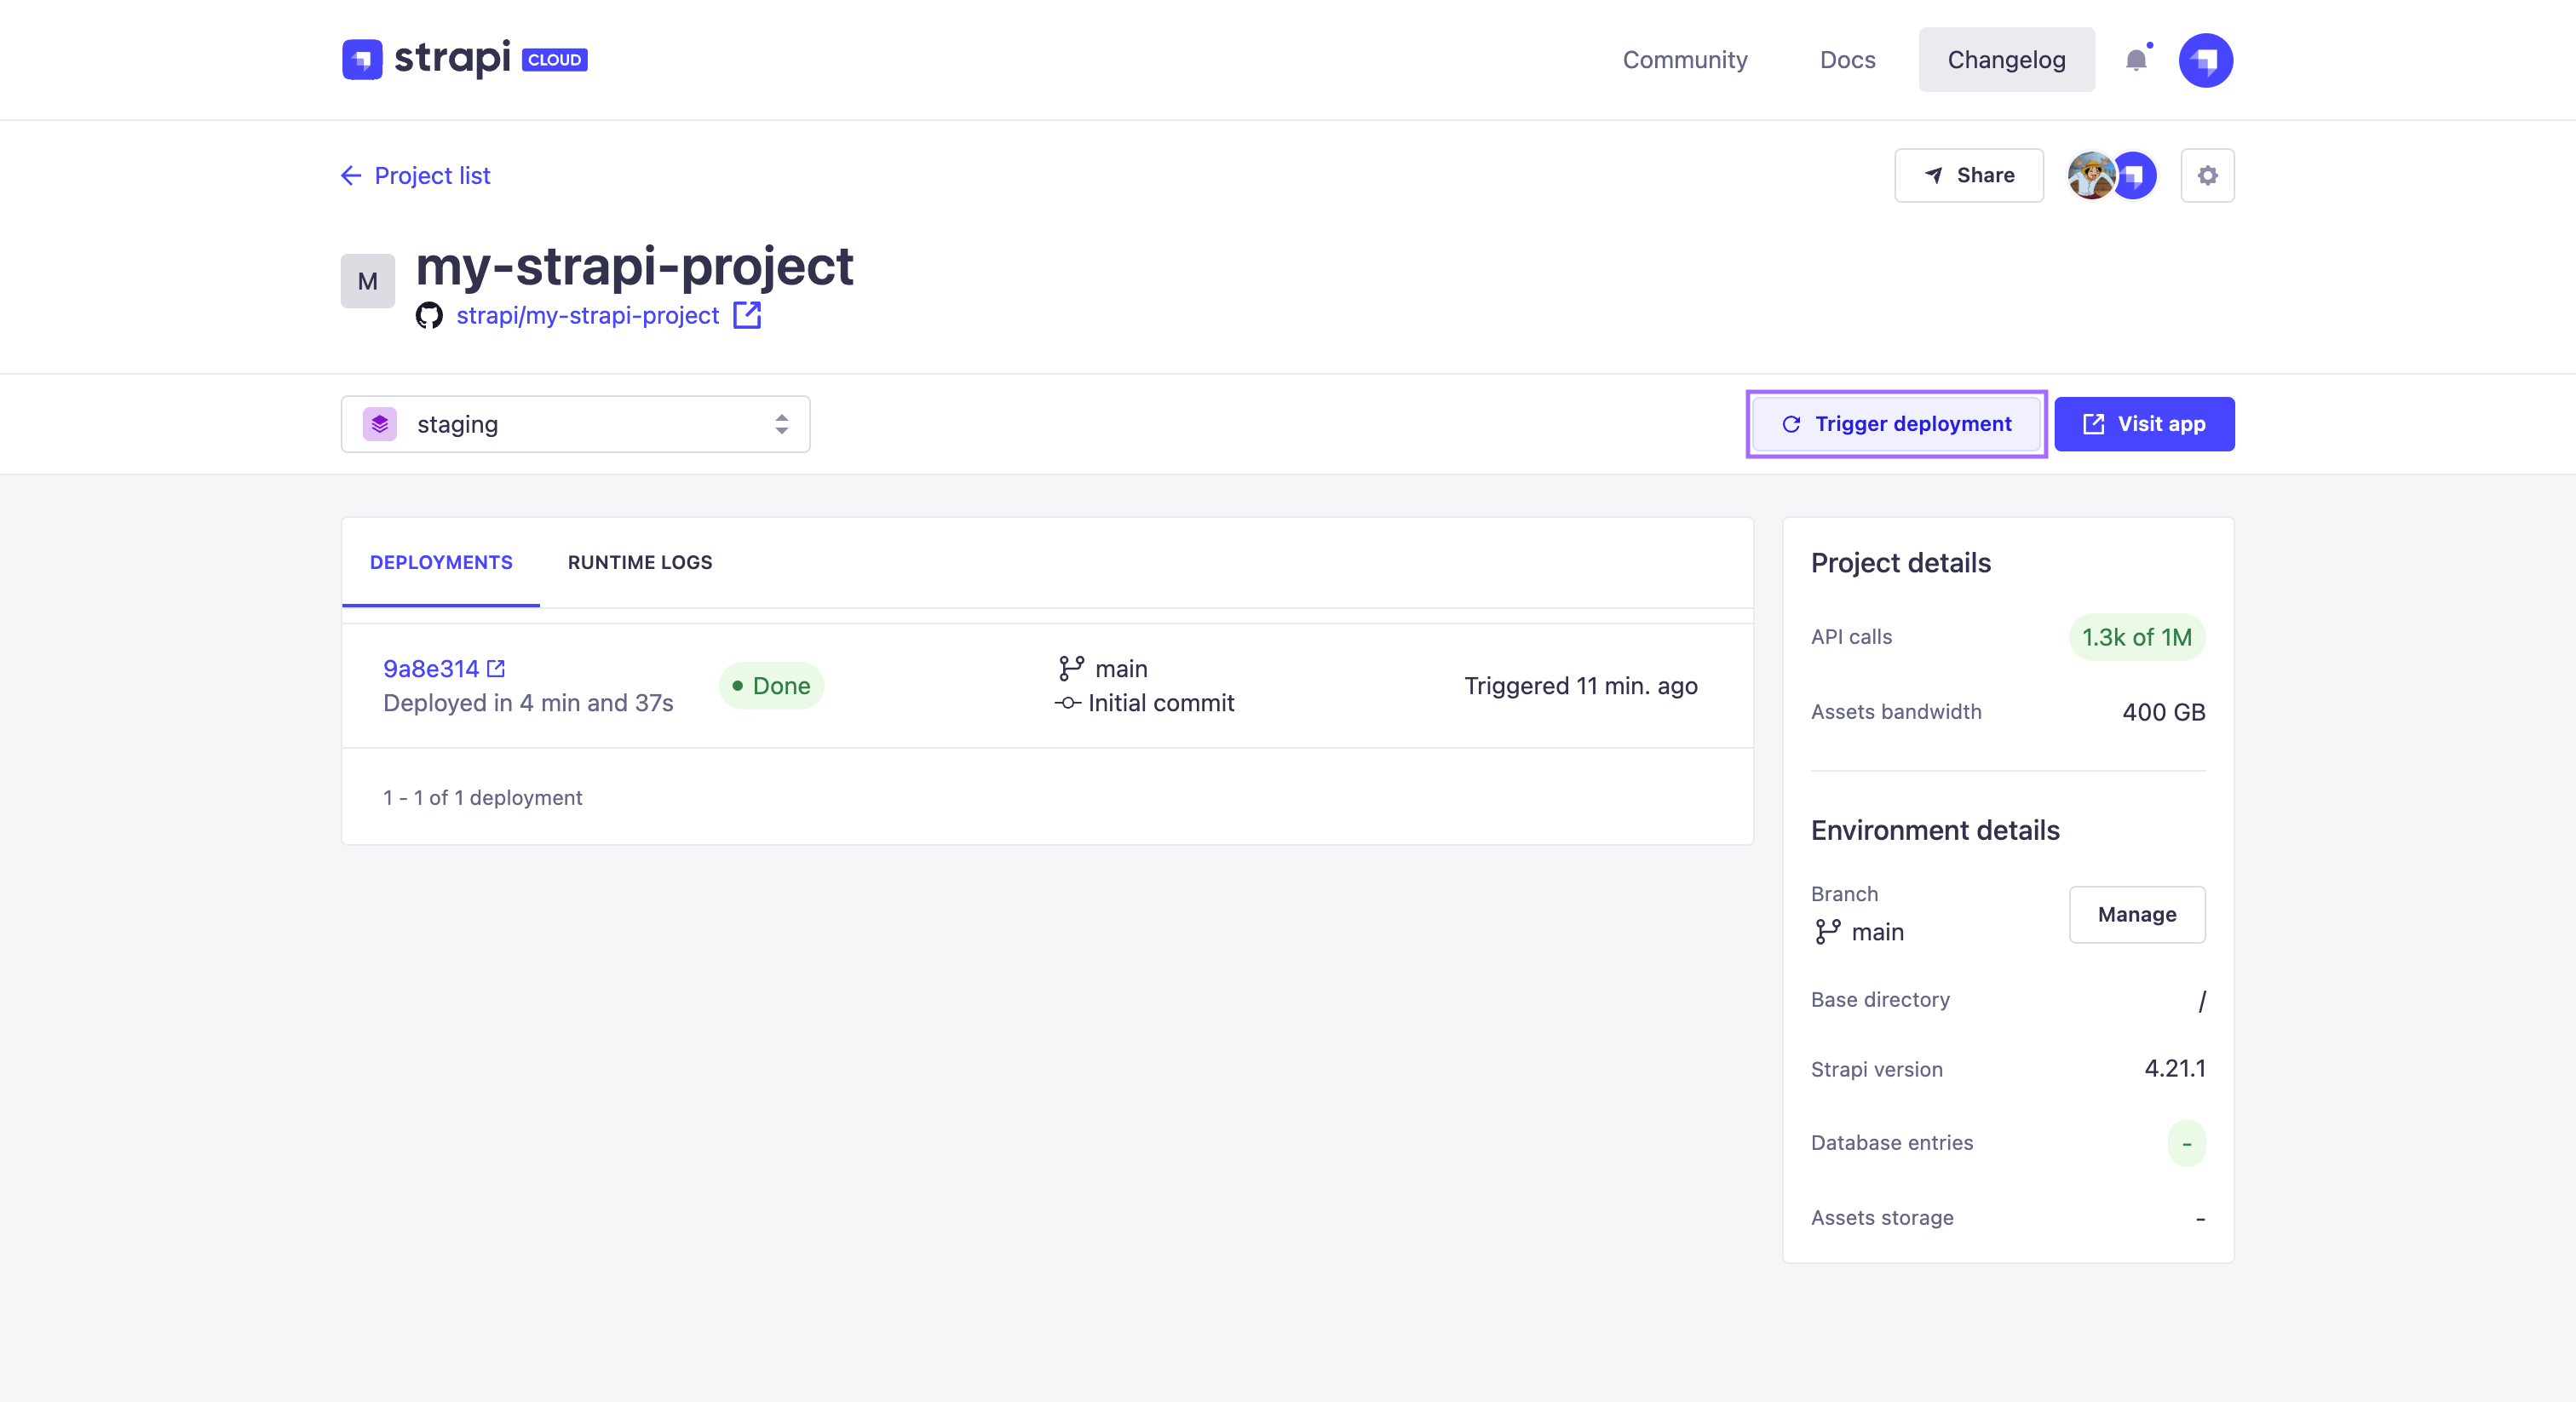 strapi CLOUD
Community Docs Changelog
Project list
Share
M
my-strapi-project
strapi/my-strapi-project
staging
Trigger deployment
Visit app
DEPLOYMENTS RUNTIME LOGS
9a8e314
Deployed in 4 min and 37s
Done
main
Initial commit
Triggered 11 min. ago
1 - 1 of 1 deployment
Project details
API calls 1.3k of 1M
Assets bandwidth 400 GB
Environment details
Branch
main
Manage
Base directory /
Strapi version 4.21.1
Database entries -
Assets storage -